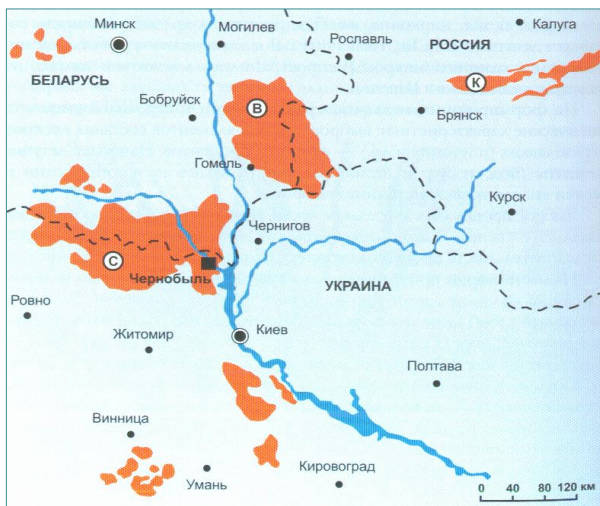 Минск
Могилев
Калуга
Рославль
РОССИЯ
БЕЛАРУСЬ
К
Бобруйск
В
Брянск
Гомель
Курск
Чернигов
С
Чернобыль
УКРАИНА
Ровно
Житомир
Киев
Полтава
Винница
Умань
Кировоград
0 40 80 120 км